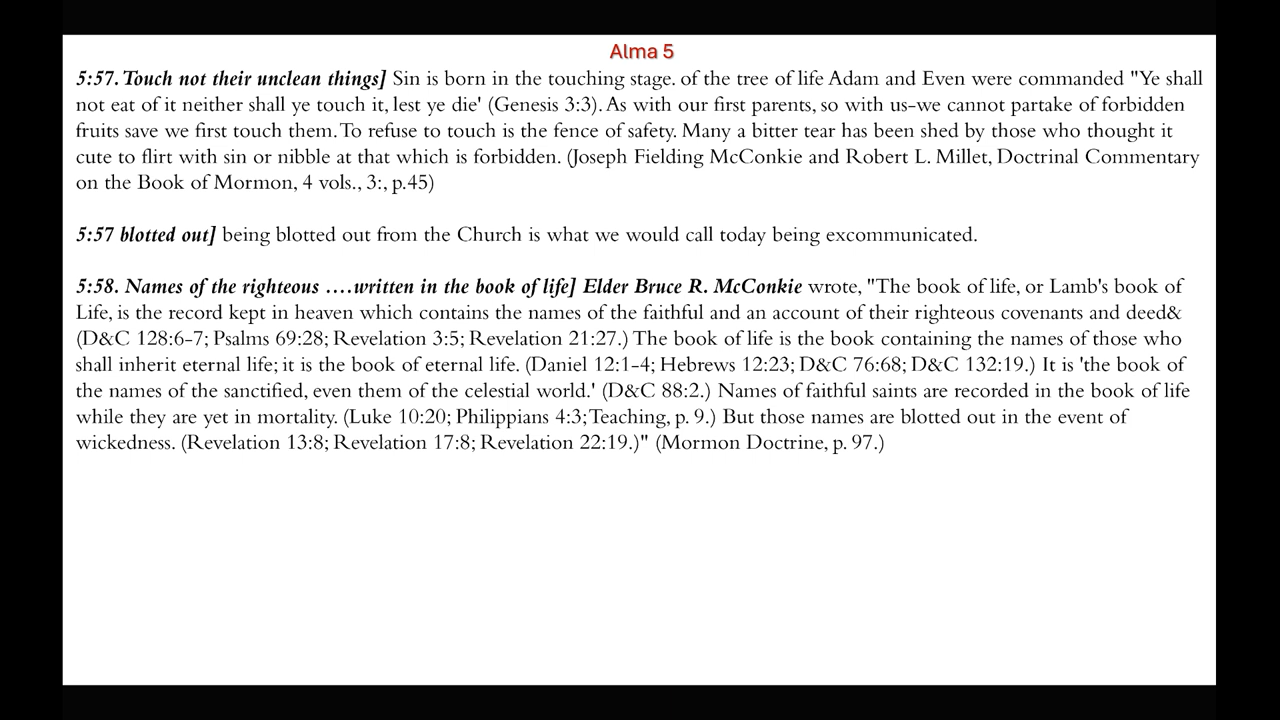 Alma 5
5:57. Touch not their unclean things] Sin is born in the touching stage. of the tree of life Adam and Even were commanded "Ye shall
not eat of it neither shall ye touch it, lest ye die' (Genesis 3:3). As with our first parents, so with us-we cannot partake of forbidden
fruits save we first touch them. To refuse to touch is the fence of safety. Many a bitter tear has been shed by those who thought it
cute to flirt with sin or nibble at that which is forbidden. (Joseph Fielding McConkie and Robert L. Millet, Doctrinal Commentary
on the Book of Mormon, 4 vols., 3:, p.45)
5:57 blotted out] being blotted out from the Church is what we would call today being excommunicated.
5:58. Names of the righteous ....written in the book of life] Elder Bruce R. McConkie wrote, "The book of life, or Lamb's book of
Life, is the record kept in heaven which contains the names of the faithful and an account of their righteous covenants and deed&
(D&C 128:6-7; Psalms 69:28; Revelation 3:5; Revelation 21:27.) The book of life is the book containing the names of those who
shall inherit eternal life; it is the book of eternal life. (Daniel 12:1-4; Hebrews 12:23; D&C 76:68; D&C 132:19.) It is 'the book of
the names of the sanctified, even them of the celestial world.' (D&C 88:2.) Names of faithful saints are recorded in the book of life
while they are yet in mortality. (Luke 10:20; Philippians 4:3; Teaching, p. 9.) But those names are blotted out in the event of
wickedness. (Revelation 13:8; Revelation 17:8; Revelation 22:19.)" (Mormon Doctrine, p. 97.)